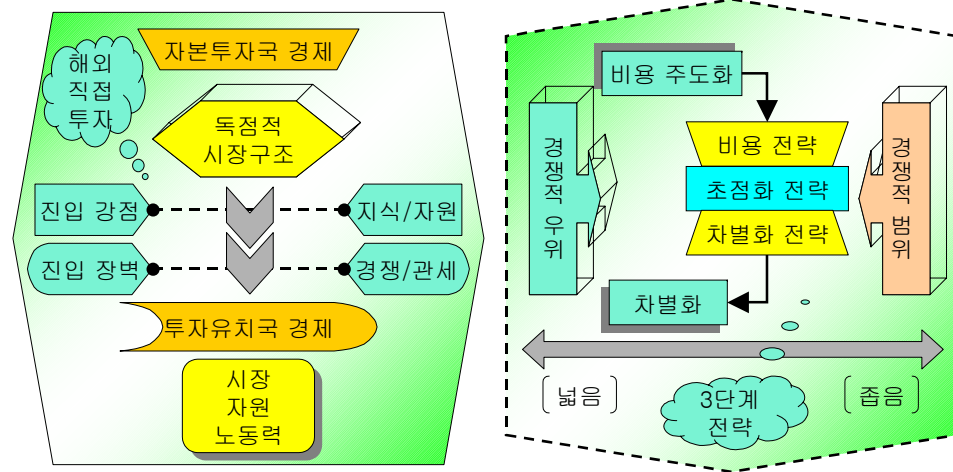 자본투자국 경제
해외
직접
투자
독점적
시장구조
진입 강점
지식/자원
진입 장벽
경쟁/관세
투자유치국 경제
시장
자원
노동력
비용 주도화
경쟁적 우위
비용 전략
초점화 전략
차별화 전략
경쟁적 범위
차별화
[넓음]
[좁음]
3단계
전략